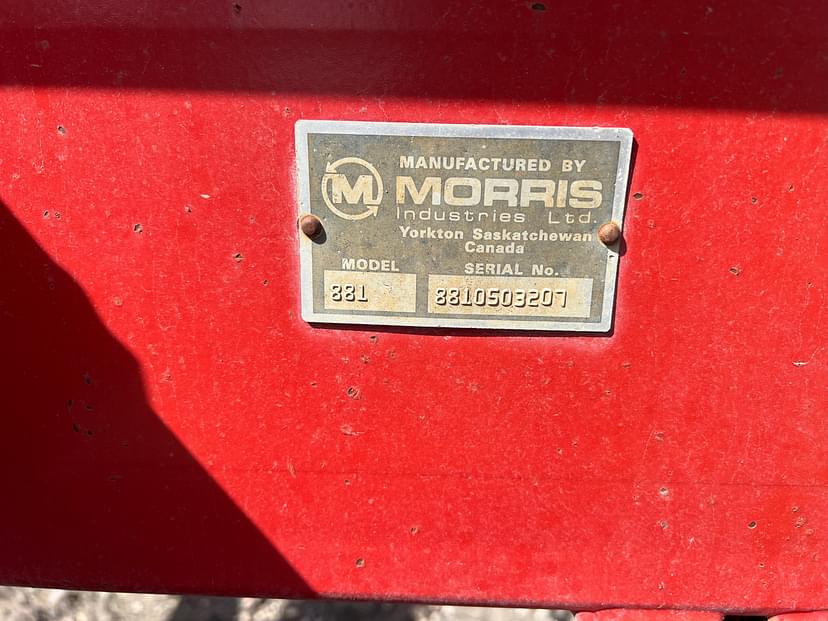 MANUFACTURED BY
M MORRIS
Industries Ltd.
Yorkton Saskatchewan
Canada
MODEL SERIAL No.
881 8810503207